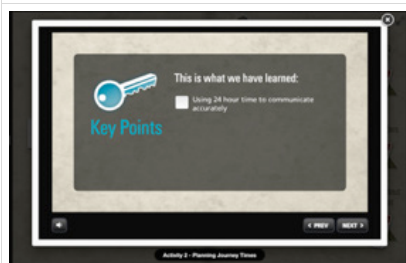 This is what we have learned:
Using 24 hour time to communicate
accurately
Key Points
< PREV
NEXT >
Activity 2 - Planning Journey Times